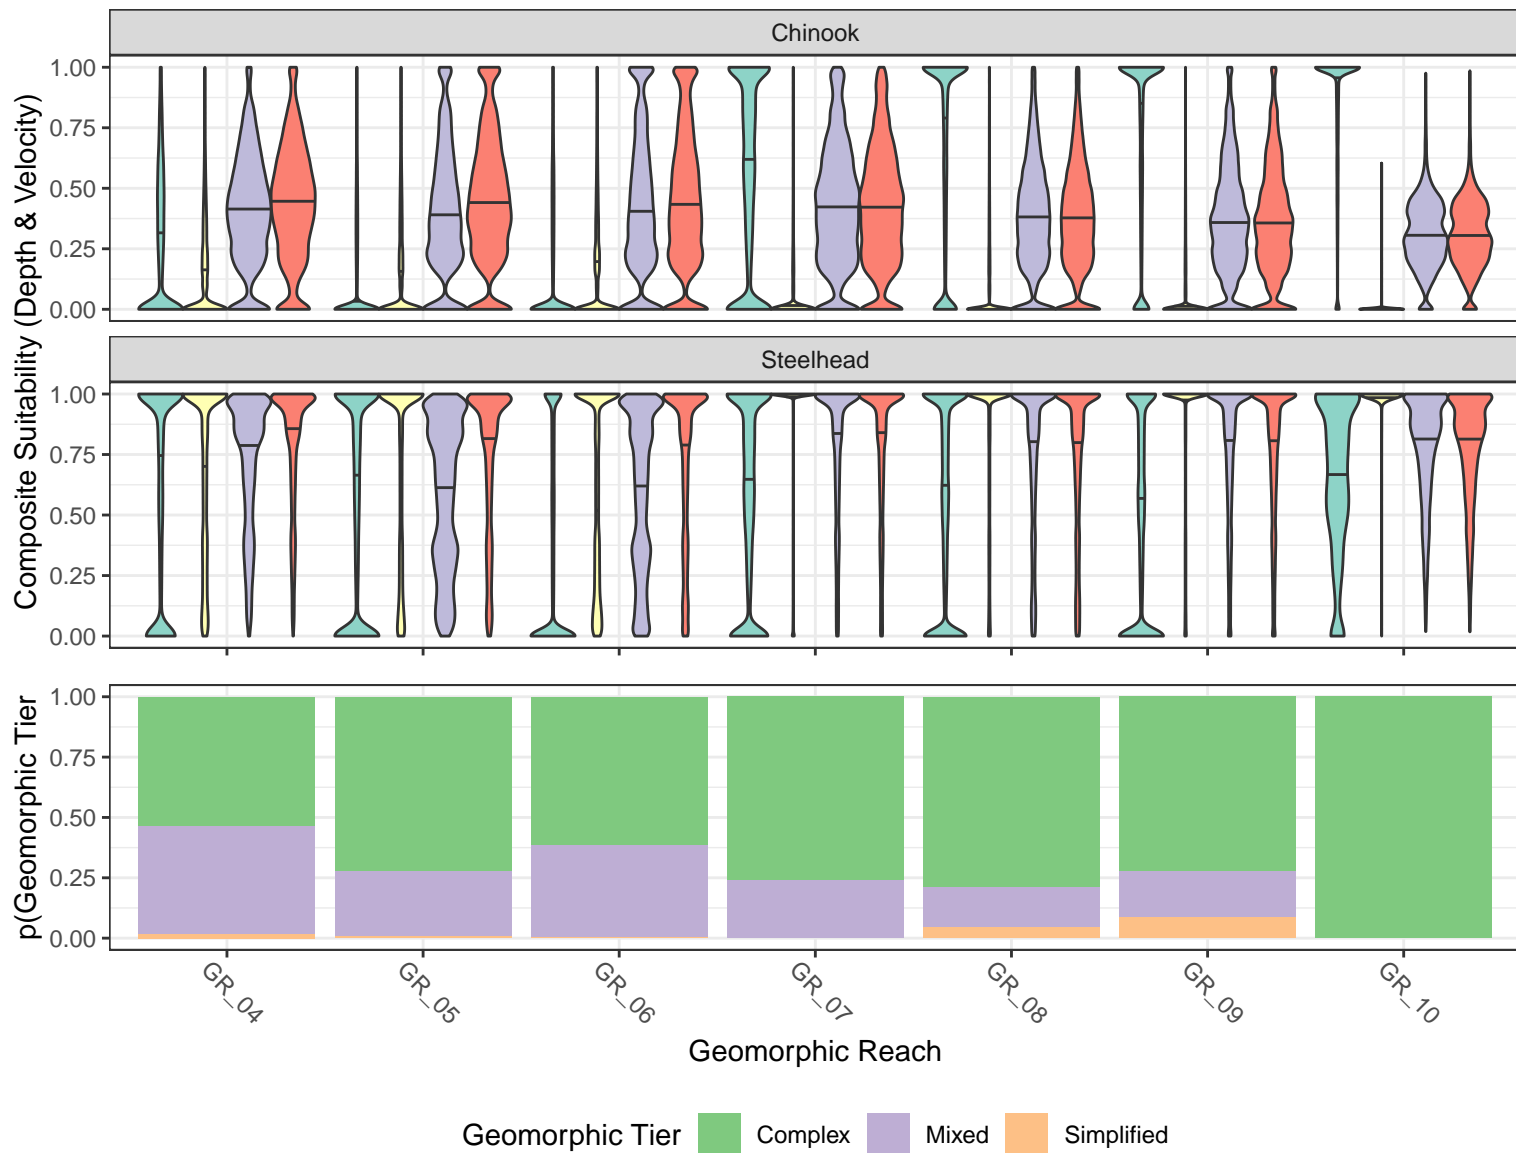 Chinook
1.00
0.75
0.50
0.25
0.00
Composite Suitability (Depth & Velocity)
Steelhead
1.00
0.75
0.50
0.25
0.00
p(Geomorphic Tier
1.00
0.75
0.50
0.25
0.00
GR_04 GR_05 GR_06 GR_07 GR_08 GR_09 GR_10
Geomorphic Reach
Geomorphic Tier Complex Mixed Simplified